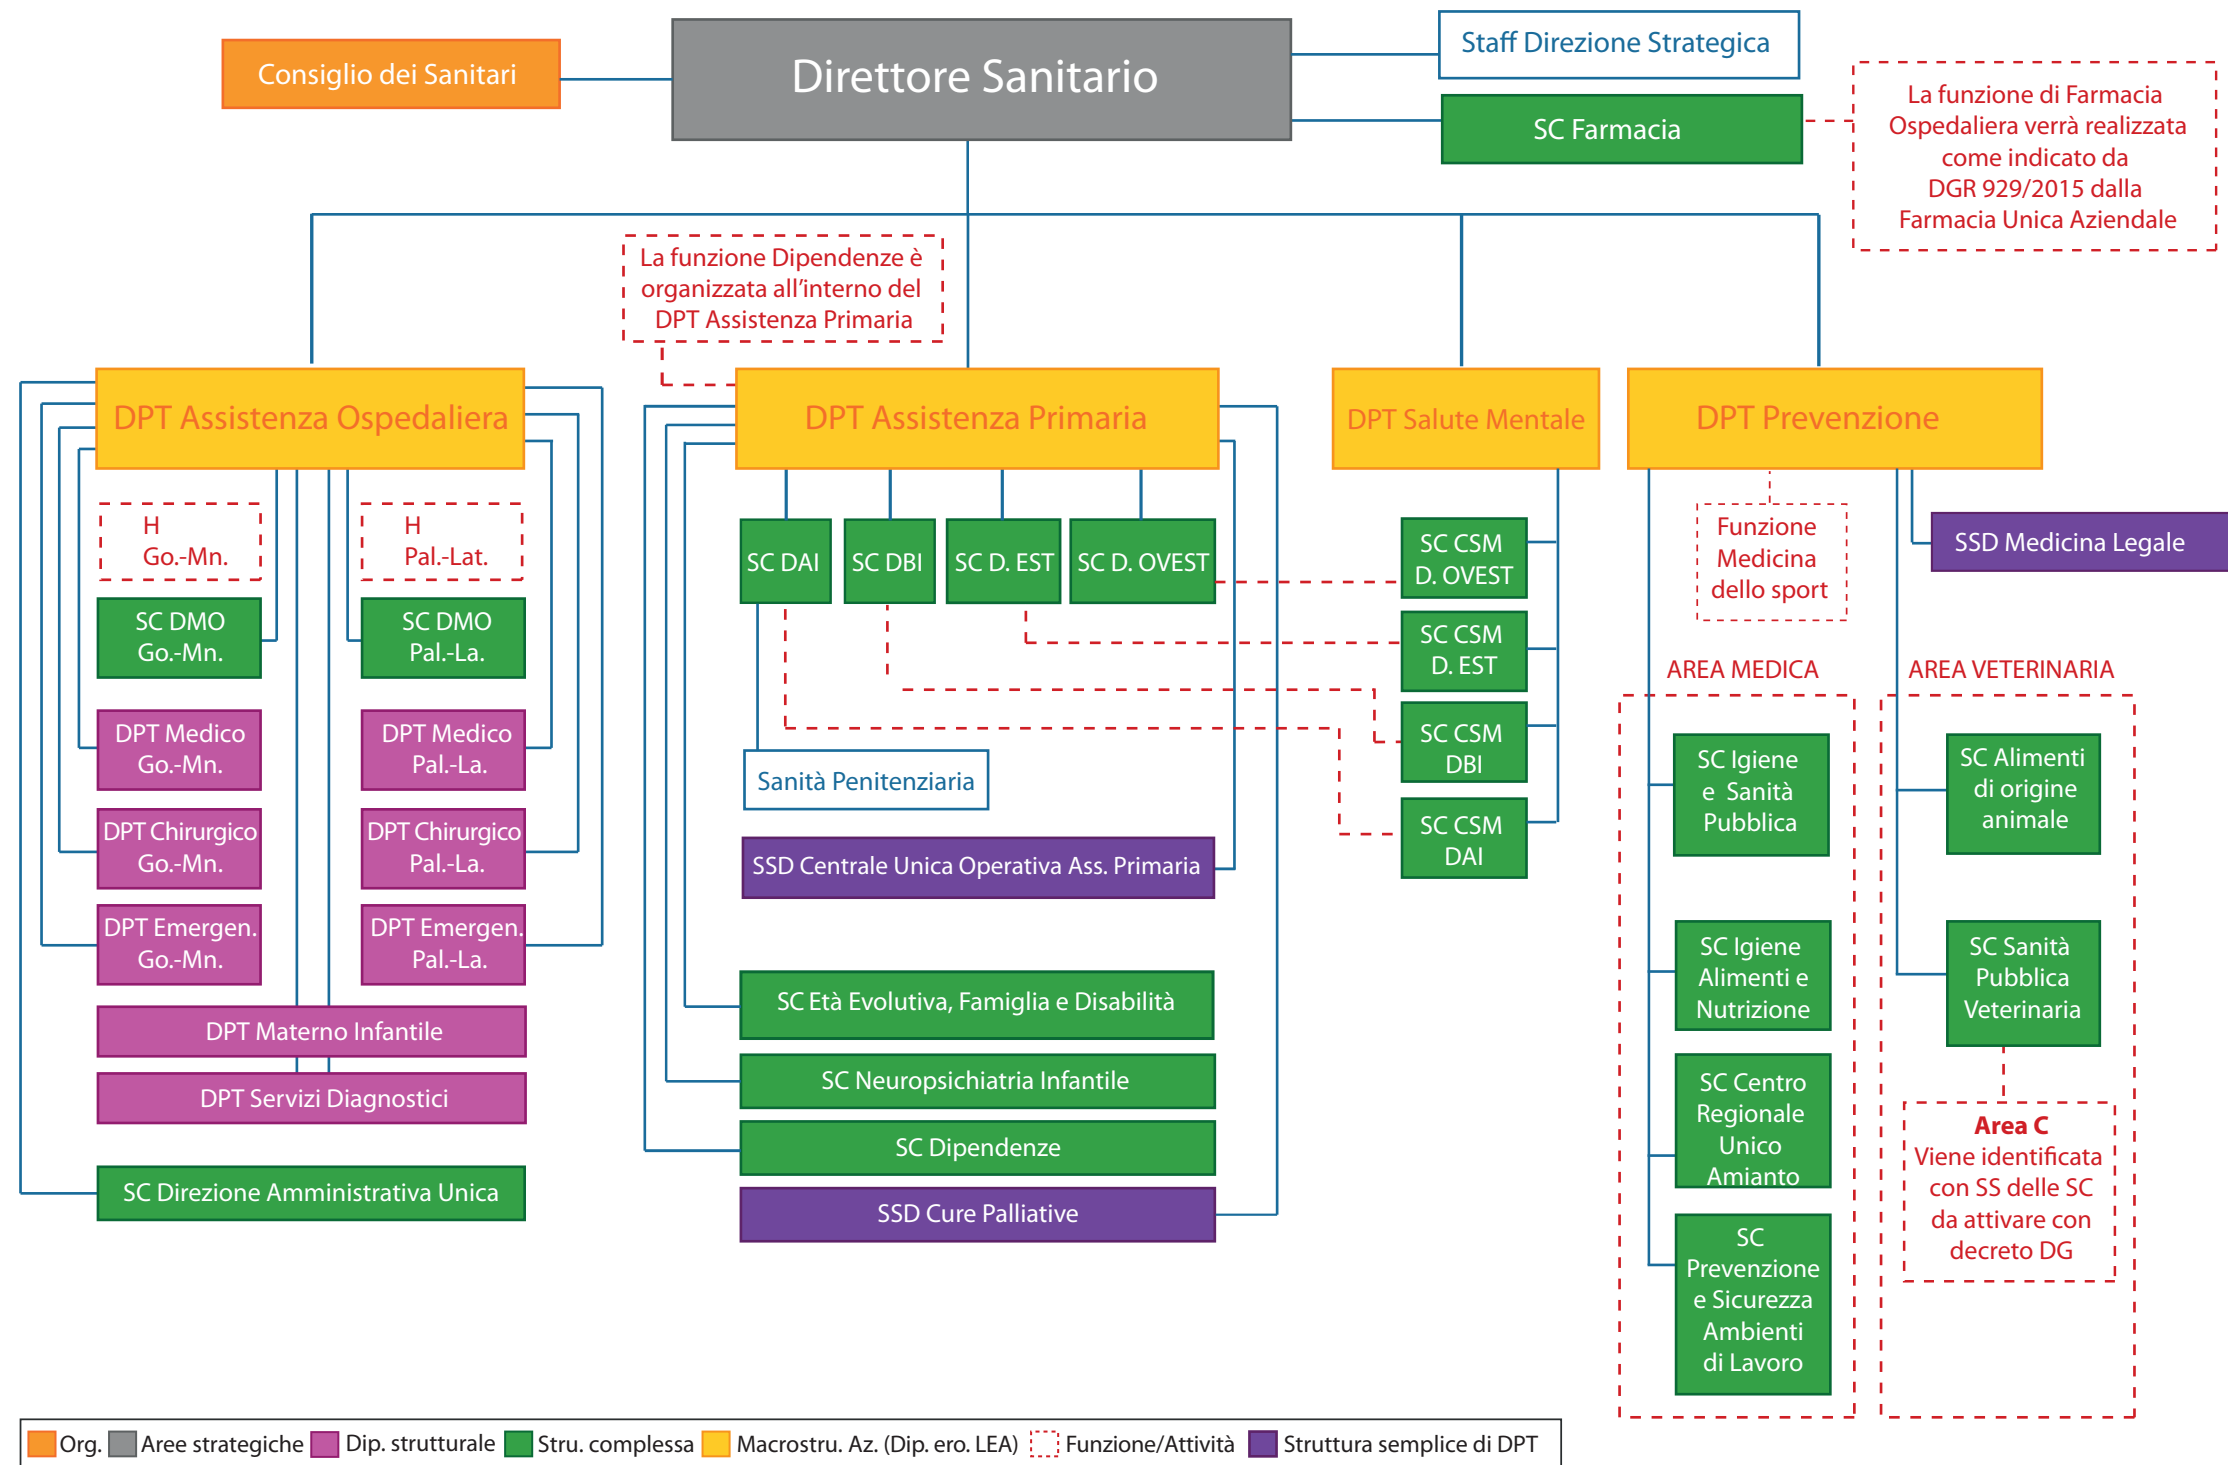 Consiglio dei Sanitari
Direttore Sanitario
Staff Direzione Strategica
SC Farmacia
La funzione di Farmacia
Ospedaliera verrà realizzata
come indicato da
DGR 929/2015 dalla
Farmacia Unica Aziendale
La funzione Dipendenze è
organizzata all'interno del
DPT Assistenza Primaria
DPT Assistenza Ospedaliera
DPT Assistenza Primaria
DPT Salute Mentale
DPT Prevenzione
H
Go.-Mn.
H
Pal.-Lat.
SC DMO
Go.-Mn.
SC DMO
Pal.-La.
DPT Medico
Go.-Mn.
DPT Medico
Pal.-La.
DPT Chirurgico
Go.-Mn.
DPT Chirurgico
Pal.-La.
DPT Emergen.
Go.-Mn.
DPT Emergen.
Pal.-La.
DPT Materno Infantile
DPT Servizi Diagnostici
SC Direzione Amministrativa Unica
SC DAI
SC DBI
SC D. EST
SC D. OVEST
Sanità Penitenziaria
SSD Centrale Unica Operativa Ass. Primaria
SC Età Evolutiva, Famiglia e Disabilità
SC Neuropsichiatria Infantile
SC Dipendenze
SSD Cure Palliative
SC CSM
D. OVEST
SC CSM
D. EST
SC CSM
DBI
SC CSM
DAI
Funzione
Medicina
dello sport
SSD Medicina Legale
AREA MEDICA
SC Igiene
e Sanità
Pubblica
SC Igiene
Alimenti e
Nutrizione
SC Centro
Regionale
Unico
Amianto
SC
Prevenzione
e Sicurezza
Ambienti
di Lavoro
AREA VETERINARIA
SC Alimenti
di origine
animale
SC Sanità
Pubblica
Veterinaria
Area C
Viene identificata
con SS delle SC
da attivare con
decreto DG
Org. Aree strategiche Dip. strutturale Stru. complessa Macrostru. Az. (Dip. ero. LEA) Funzione/Attività Struttura semplice di DPT